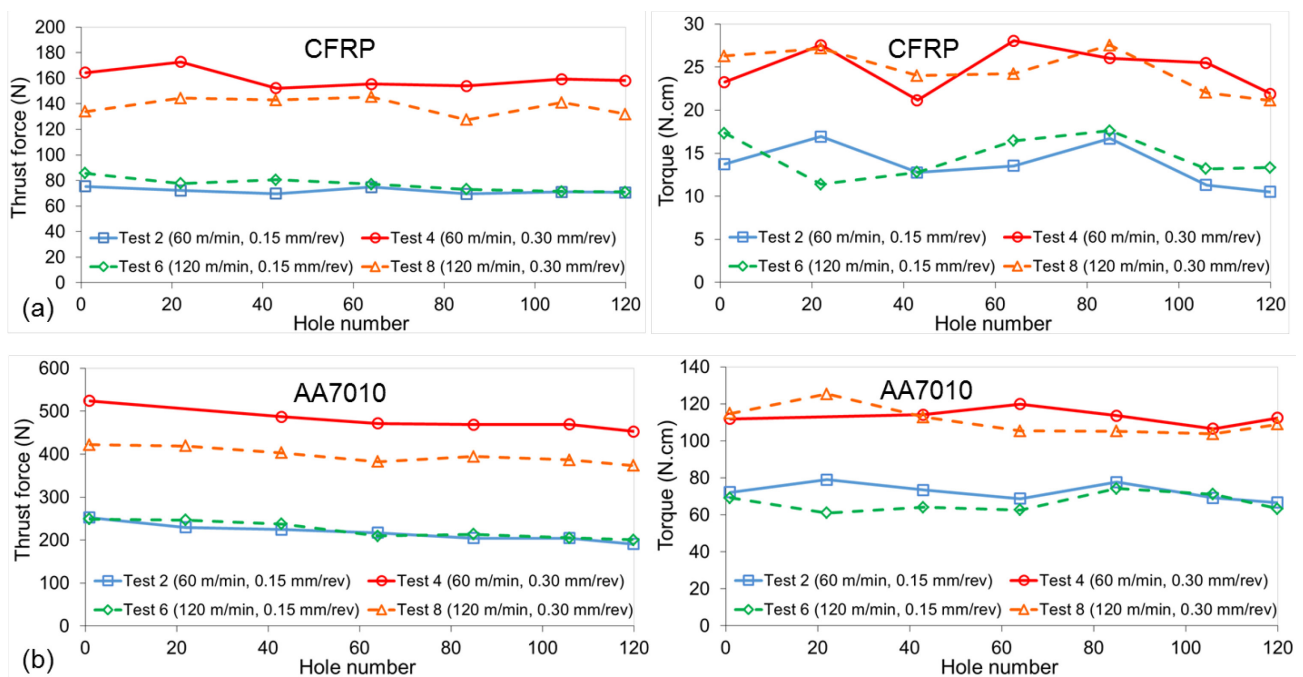 CFRP
Thrust force (N)
200
180
160
140
120
100
80
60
40
20
0
Test 2 (60 m/min, 0.15 mm/rev)
Test 4 (60 m/min, 0.30 mm/rev)
Test 6 (120 m/min, 0.15 mm/rev)
Test 8 (120 m/min, 0.30 mm/rev)
0 20 40 60 80 100 120
Hole number
(a)
CFRP
Torque (N.cm)
30
25
20
15
10
5
0
Test 2 (60 m/min, 0.15 mm/rev)
Test 4 (60 m/min, 0.30 mm/rev)
Test 6 (120 m/min, 0.15 mm/rev)
Test 8 (120 m/min, 0.30 mm/rev)
0 20 40 60 80 100 120
Hole number
AA7010
Thrust force (N)
600
500
400
300
200
100
0
Test 2 (60 m/min, 0.15 mm/rev)
Test 4 (60 m/min, 0.30 mm/rev)
Test 6 (120 m/min, 0.15 mm/rev)
Test 8 (120 m/min, 0.30 mm/rev)
0 20 40 60 80 100 120
Hole number
(b)
AA7010
Torque (N.cm)
140
120
100
80
60
40
20
0
Test 2 (60 m/min, 0.15 mm/rev)
Test 4 (60 m/min, 0.30 mm/rev)
Test 6 (120 m/min, 0.15 mm/rev)
Test 8 (120 m/min, 0.30 mm/rev)
0 20 40 60 80 100 120
Hole number